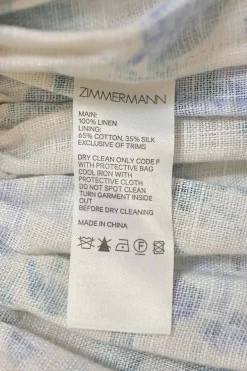 ZIMMERMANN
MAIN:
100% LINEN
LINING:
65% COTTON, 35% SILK
EXCLUSIVE OF TRIMS
DRY CLEAN ONLY CODE F
WITH PROTECTIVE BAG
COOL IRON WITH
PROTECTIVE CLOTH
DO NOT SPOT CLEAN
TURN GARMENT INSIDE
OUT
BEFORE DRY CLEANING
MADE IN CHINA
F